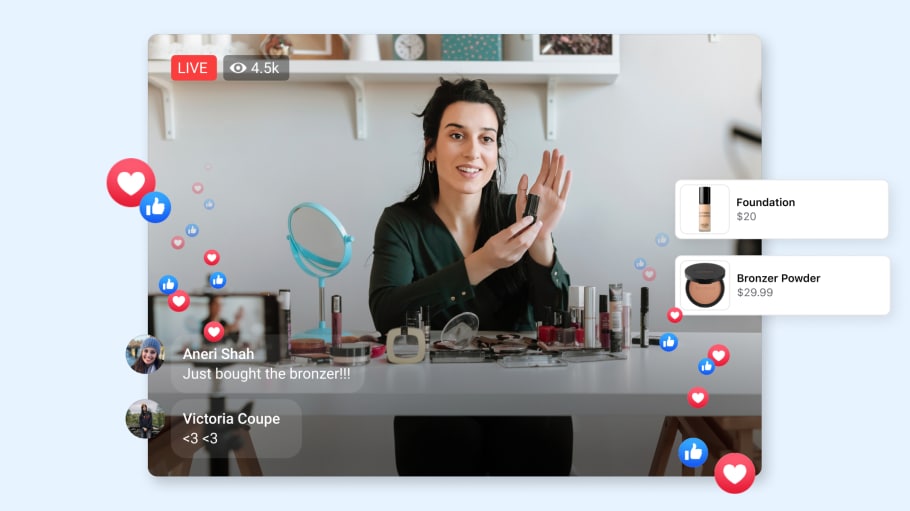 LIVE 4.5k
Foundation
$20
Bronzer Powder
$29.99
Aneri Shah
Just bought the bronzer!!!
Victoria Coupe
<3 <3